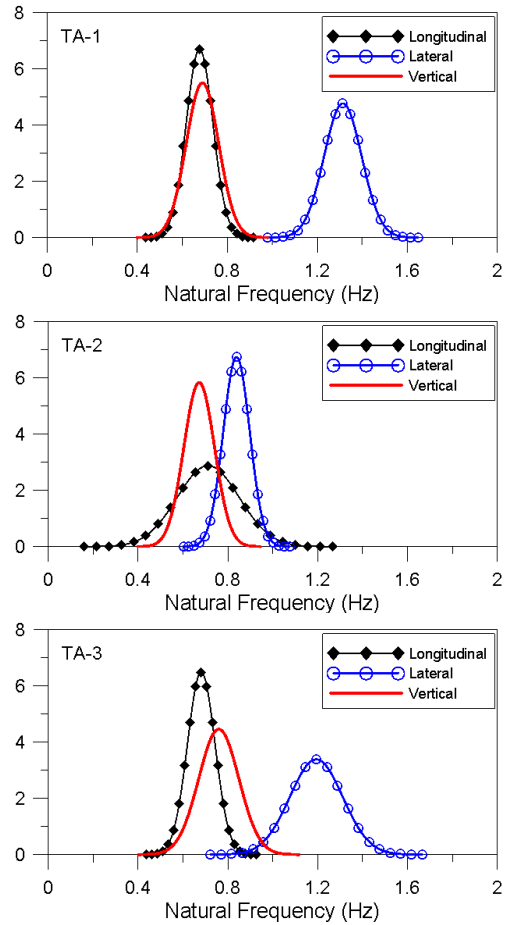 TA-1
Longitudinal
Lateral
Vertical
8
6
4
2
0
0 0.4 0.8 1.2 1.6 2
Natural Frequency (Hz)
TA-2
Longitudinal
Lateral
Vertical
8
6
4
2
0
0 0.4 0.8 1.2 1.6 2
Natural Frequency (Hz)
TA-3
Longitudinal
Lateral
Vertical
8
6
4
2
0
0 0.4 0.8 1.2 1.6 2
Natural Frequency (Hz)